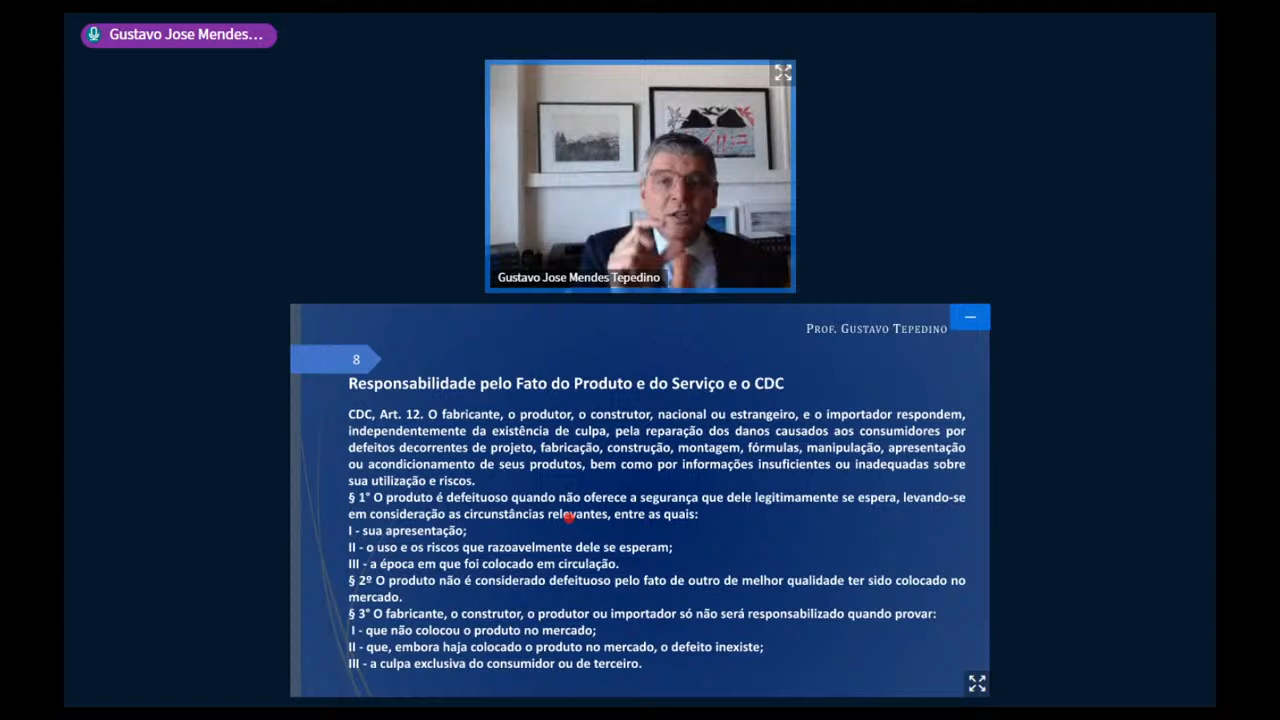 Gustavo Jose Mendes...
Gustavo Jose Mendes Tepedino
PROF. GUSTAVO TEPEDINO
8
Responsabilidade pelo Fato do Produto e do Serviço e o CDC
CDC, Art. 12. O fabricante, o produtor, o construtor, nacional ou estrangeiro, e o importador respondem,
independentemente da existência de culpa, pela reparação dos danos causados aos consumidores por
defeitos decorrentes de projeto, fabricação, construção, montagem, fórmulas, manipulação, apresentação
ou acondicionamento de seus produtos, bem como por informações insuficientes ou inadequadas sobre
sua utilização e riscos.
§ 1° O produto é defeituoso quando não oferece a segurança que dele legitimamente se espera, levando-se
em consideração as circunstâncias relevantes, entre as quais:
I - sua apresentação;
II - o uso e os riscos que razoavelmente dele se esperam;
III - a época em que foi colocado em circulação.
§ 2º O produto não é considerado defeituoso pelo fato de outro de melhor qualidade ter sido colocado no
mercado.
§ 3° O fabricante, o construtor, o produtor ou importador só não será responsabilizado quando provar:
I - que não colocou o produto no mercado;
II - que, embora haja colocado o produto no mercado, o defeito inexiste;
III - a culpa exclusiva do consumidor ou de terceiro.